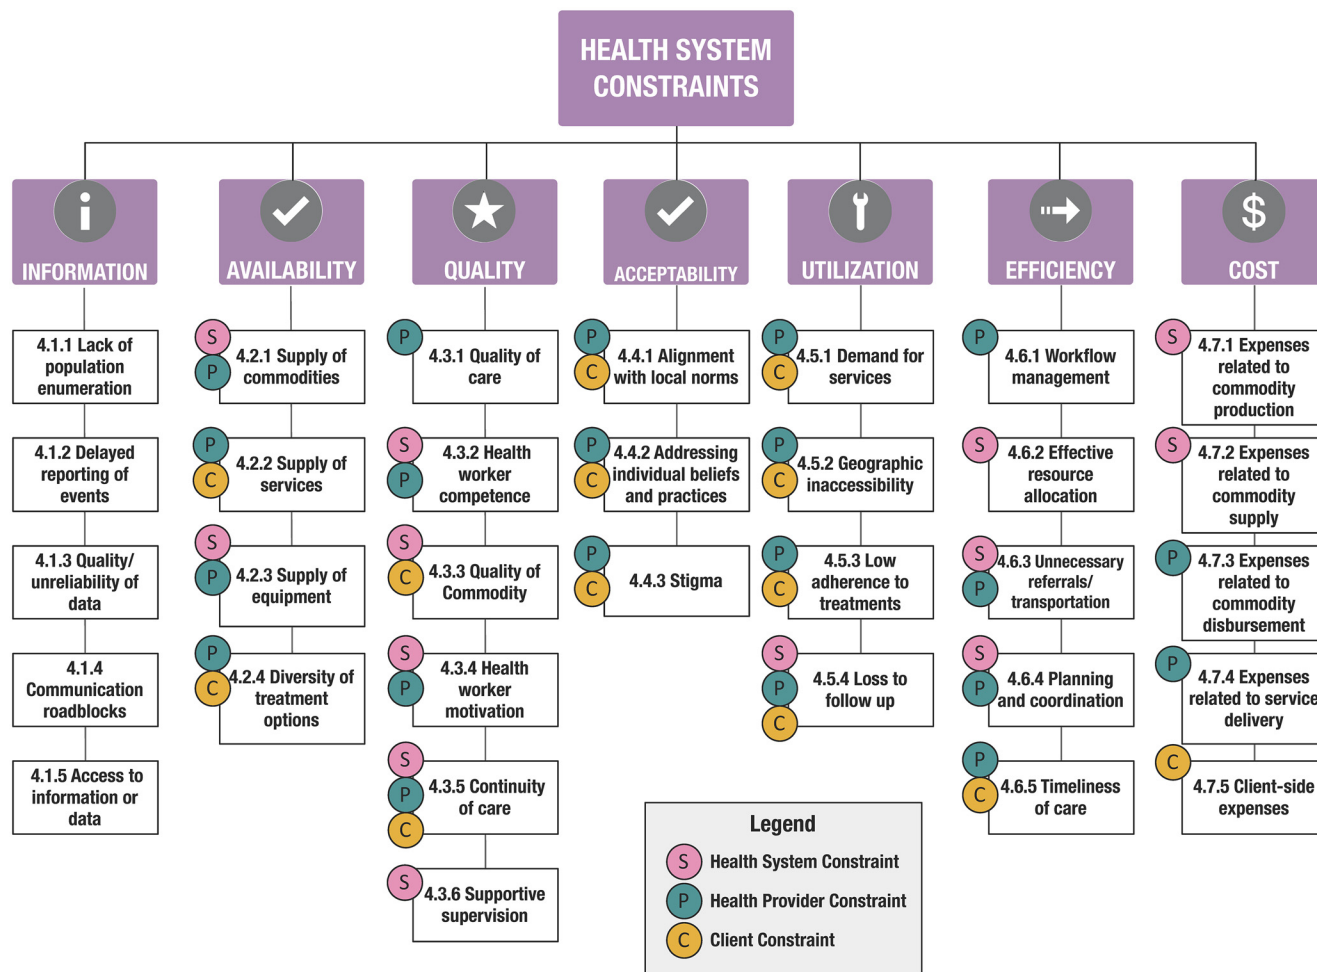 HEALTH SYSTEM
CONSTRAINTS
INFORMATION
4.1.1 Lack of
population
enumeration
4.1.2 Delayed
reporting of
events
4.1.3 Quality/
unreliability of
data
4.1.4
Communication
roadblocks
4.1.5 Access to
information or
data
AVAILABILITY
S
P
4.2.1 Supply of
commodities
P
C
4.2.2 Supply of
services
S
P
4.2.3 Supply of
equipment
P
C
4.2.4 Diversity of
treatment
options
QUALITY
P
4.3.1 Quality of
care
S
P
4.3.2 Health
worker
competence
S
C
4.3.3 Quality of
Commodity
S
P
4.3.4 Health
worker
motivation
S
P
C
4.3.5 Continuity
of care
S
4.3.6 Supportive
supervision
ACCEPTABILITY
P
C
4.4.1 Alignment
with local norms
P
C
4.4.2 Addressing
individual beliefs
and practices
P
C
4.4.3 Stigma
UTILIZATION
P
C
4.5.1 Demand for
services
P
C
4.5.2 Geographic
inaccessibility
P
C
4.5.3 Low
adherence to
treatments
S
P
C
4.5.4 Loss to
follow up
EFFICIENCY
P
4.6.1 Workflow
management
S
4.6.2 Effective
resource
allocation
S
P
4.6.3 Unnecessary
referrals/
transportation
S
P
4.6.4 Planning
and coordination
P
C
4.6.5 Timeliness
of care
$
COST
S
4.7.1 Expenses
related to
commodity
production
S
4.7.2 Expenses
related to
commodity
supply
P
4.7.3 Expenses
related to
commodity
disbursement
P
4.7.4 Expenses
related to service
delivery
C
4.7.5 Client-side
expenses
Legend
S Health System Constraint
P Health Provider Constraint
C Client Constraint